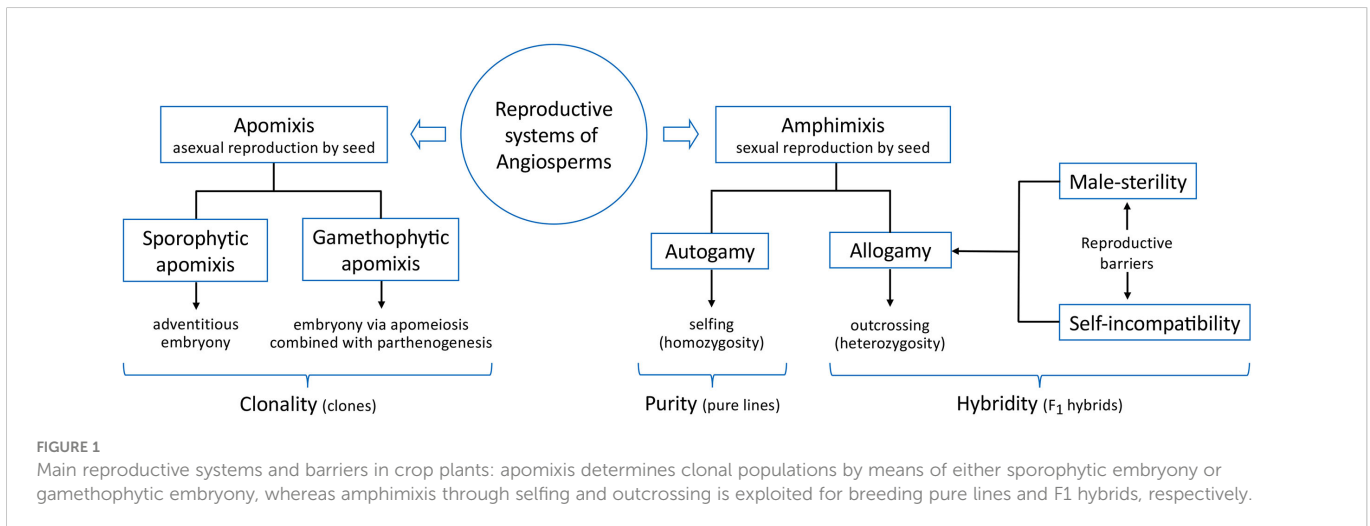 Reproductive
systems of
Angiosperms
Apomixis
asexual reproduction by seed
Amphimixis
sexual reproduction by seed
Sporophytic
apomixis
Gamethophytic
apomixis
Autogamy
Allogamy
Male-sterility
Reproductive
barriers
Self-incompatibility
adventitious
embryony
embryony via apomeiosis
combined with parthenogenesis
selfing
(homozygosity)
outcrossing
(heterozygosity)
Clonality (clones)
Purity (pure lines)
Hybridity (F1 hybrids)
FIGURE 1
Main reproductive systems and barriers in crop plants: apomixis determines clonal populations by means of either sporophytic embryony or
gamethophytic embryony, whereas amphimixis through selfing and outcrossing is exploited for breeding pure lines and F1 hybrids, respectively.